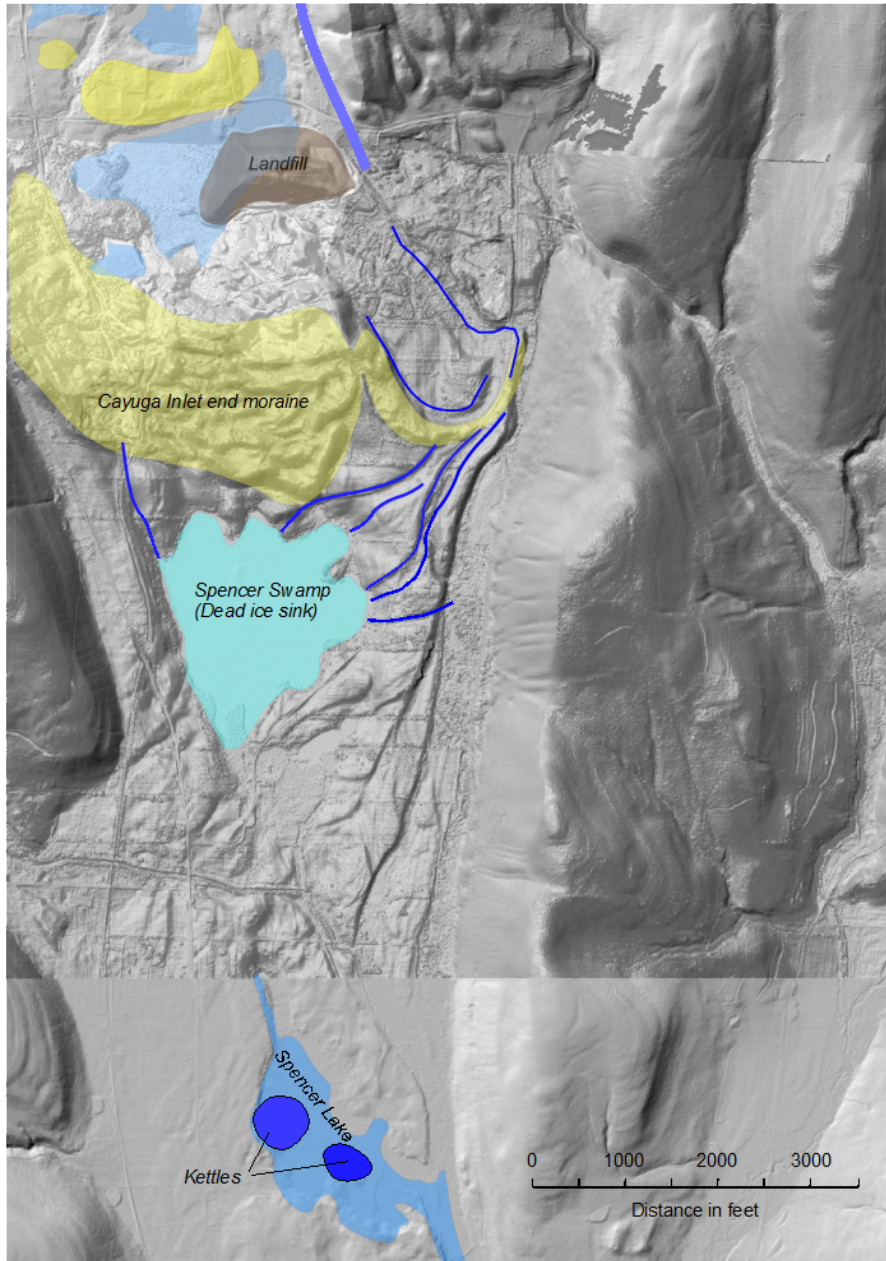 Landfill
Cayuga Inlet end moraine
Spencer Swamp
(Dead ice sink)
Spencer Lake
Kettles
0 1000 2000 3000
Distance in feet